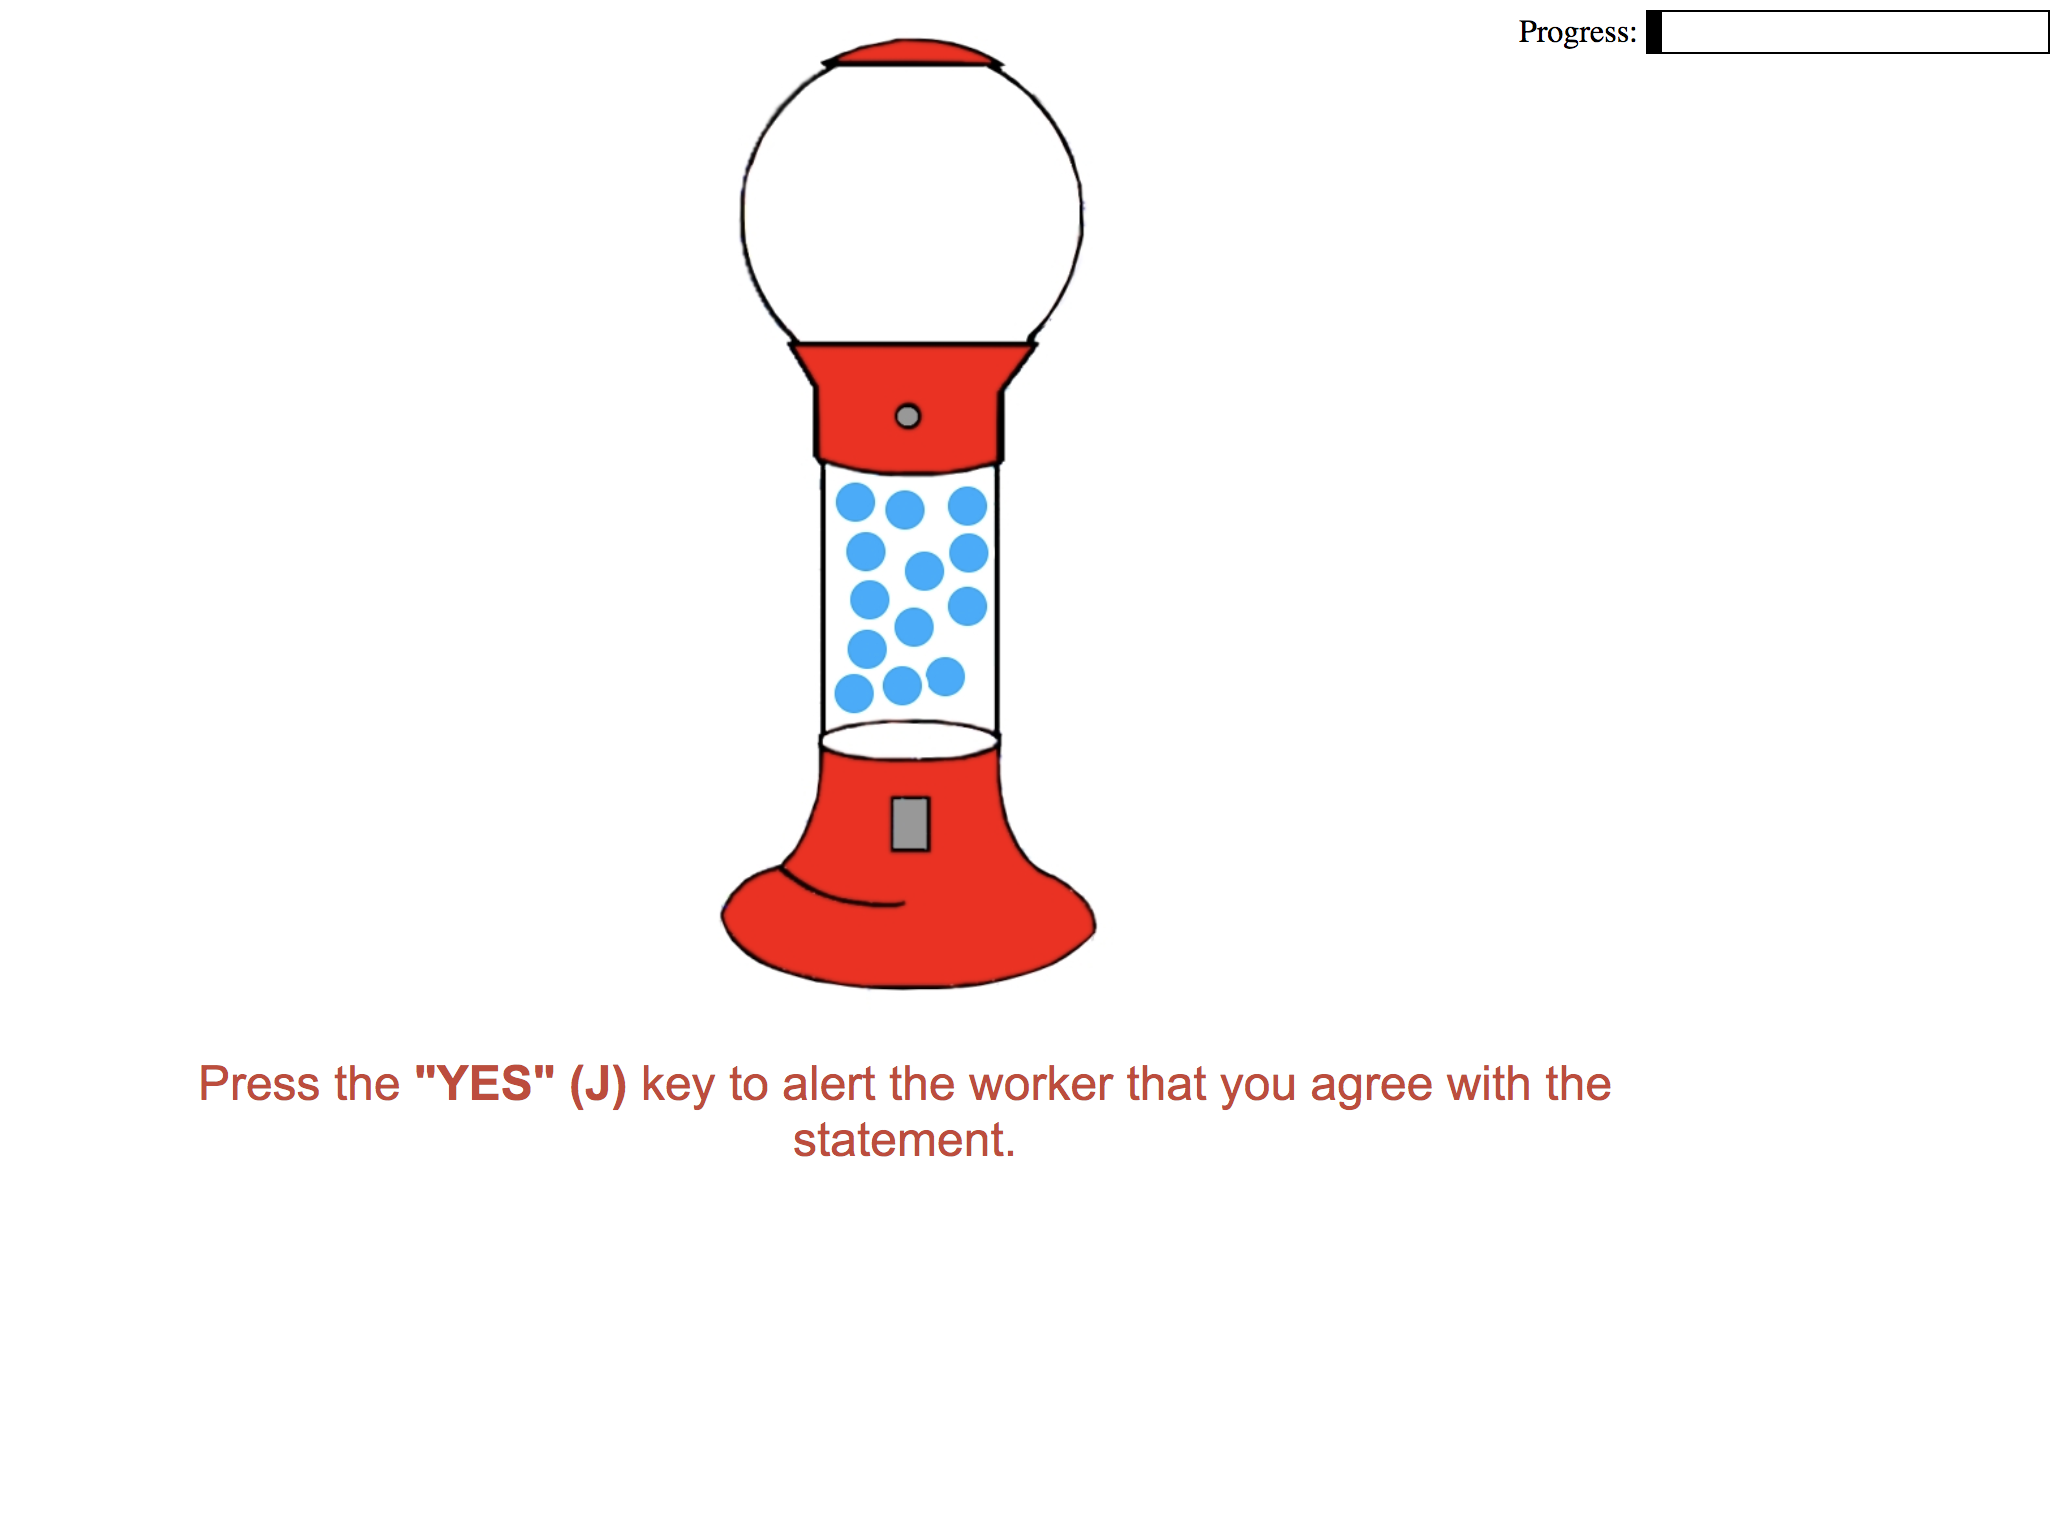 Progress:
Press the "YES" (J) key to alert the worker that you agree with the
statement.